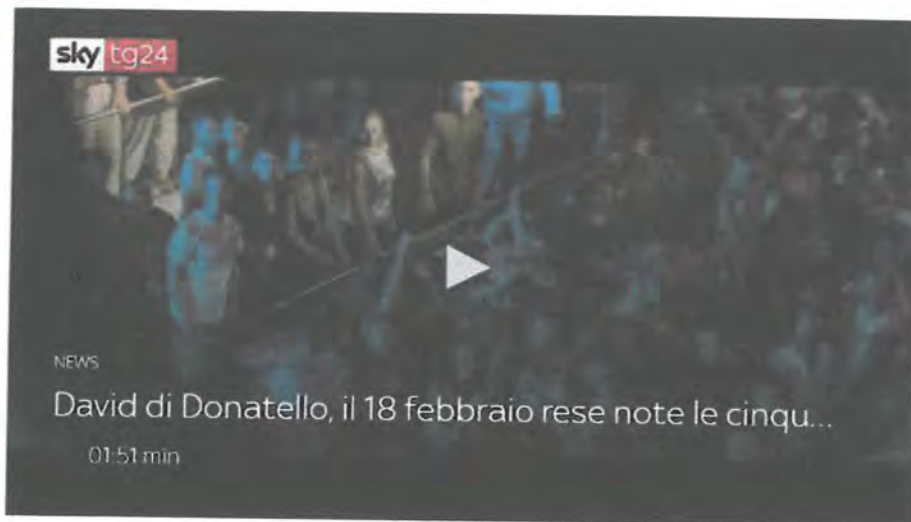 sky tg24
NEWS
David di Donatello, il 18 febbraio rese note le cinqu...
01:51 min